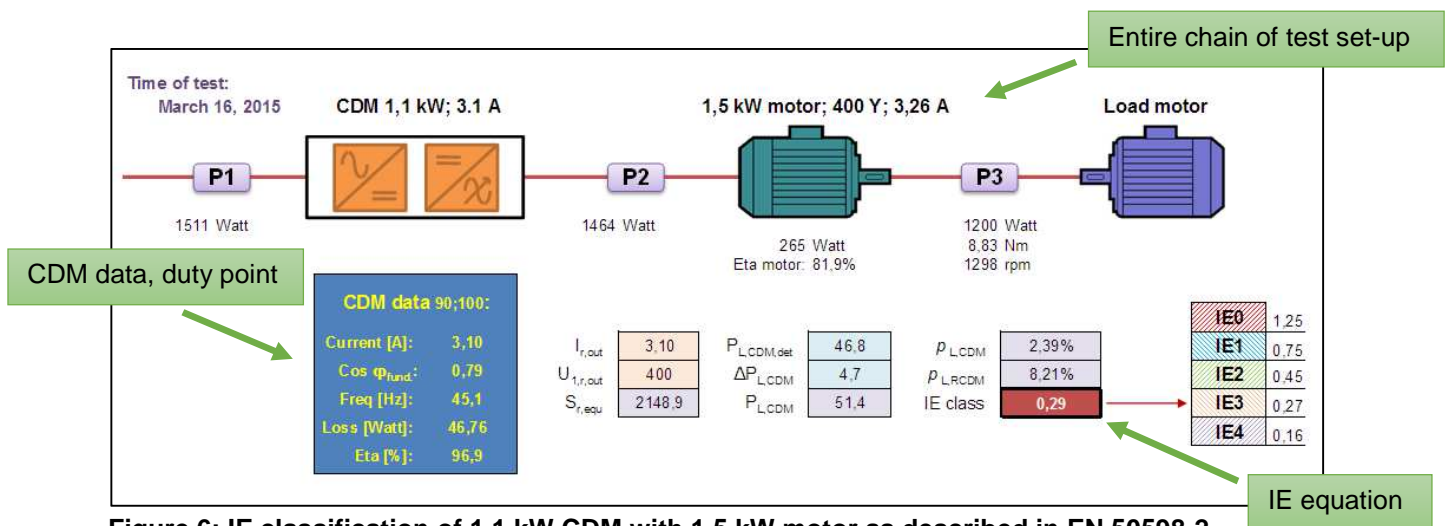 Entire chain of test set-up
Time of test:
March 16, 2015
CDM 1,1 kW; 3.1 A
1,5 kW motor; 400 Y; 3,26 A
Load motor
P1
P2
P3
1511 Watt
1464 Watt
265 Watt
Eta motor: 81,9%
1200 Watt
8,83 Nm
1298 rpm
CDM data, duty point
CDM data 90;100:
Current [A]: 3,10
Cos φfund.: 0,79
Freq [Hz]: 45,1
Loss [Watt]: 46,76
Eta [%]: 96,9
Ir,out 3,10
U1,r,out 400
Sr,equ 2148,9
PL,CDM,det 46,8
ΔPL,CDM 4,7
PL,CDM 51,4
p L,CDM 2,39%
p L,RCDM 8,21%
IE class 0,29
IE0 1,25
IE1 0,75
IE2 0,45
IE3 0,27
IE4 0,16
IE equation